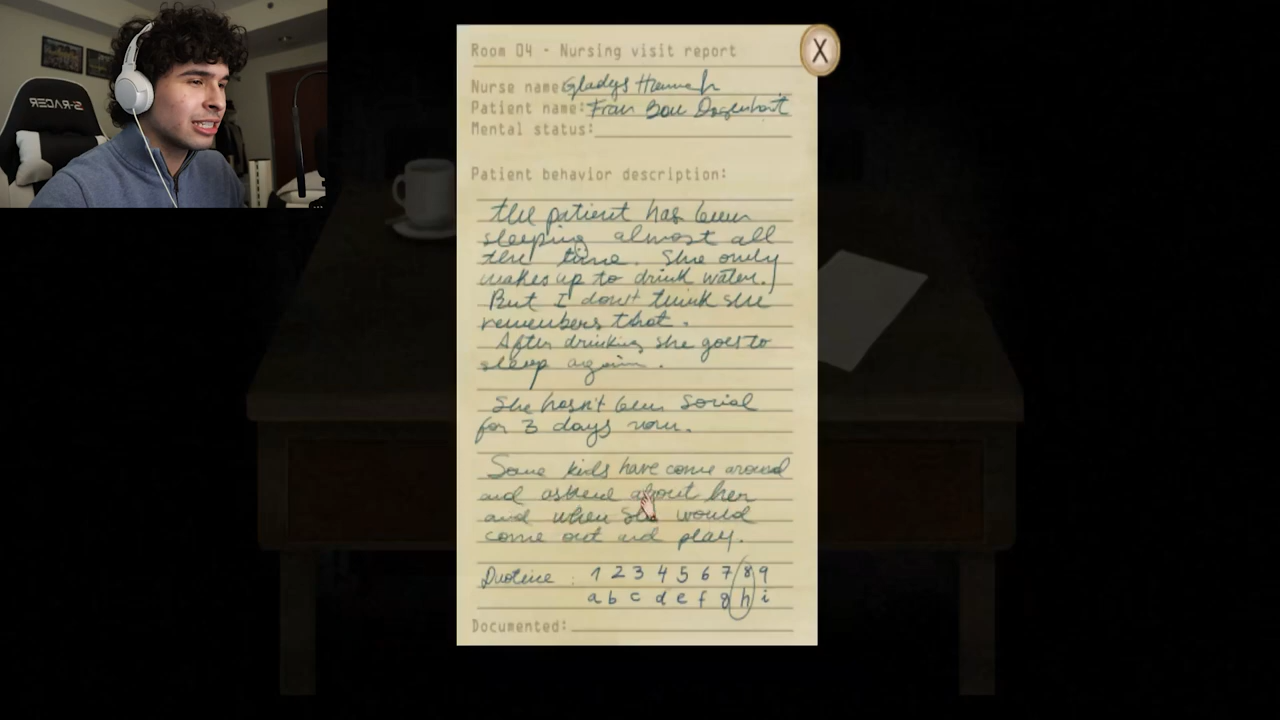 S-RACER
Room 04 - Nursing visit report
X
Nurse name: Gladys
Patient name: Fran Bow Dagenhart
Mental status:
Patient behavior description:
the patient has been
sleeping almost all
the time. She only
wakes up to drink water.
But I don't think she
remembers that.
After drinking she goes to
sleep again.
She hasn't been social
for 3 days now.
Some kids have come around
and asked about her
and when she would
come out and play.
Duotine : 1 2 3 4 5 6 7 8 9
a b c d e f g h i
Documented: